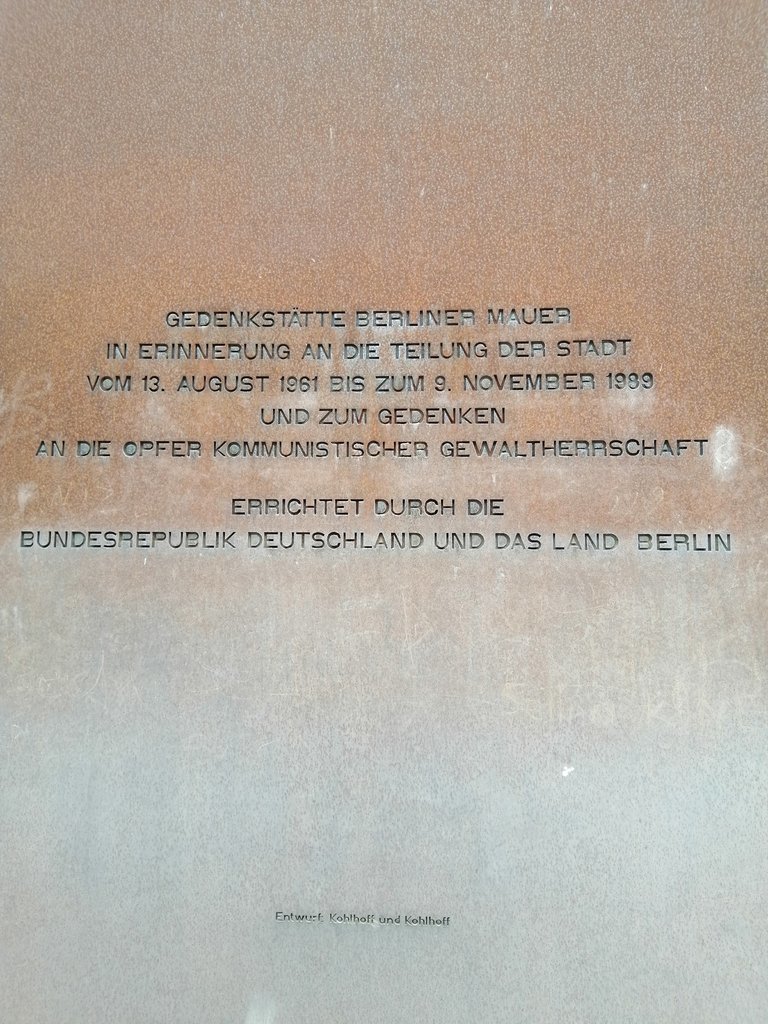 GEDENKSTÄTTE BERLINER MAUER
IN ERINNERUNG AN DIE TEILUNG DER STADT
VOM 13. AUGUST 1961 BIS ZUM 9. NOVEMBER 1989
UND ZUM GEDENKEN
AN DIE OPFER KOMMUNISTISCHER GEWALTHERRSCHAFT
ERRICHTET DURCH DIE
BUNDESREPUBLIK DEUTSCHLAND UND DAS LAND BERLIN
Entwurf: Kohlhoff und Kohlhoff